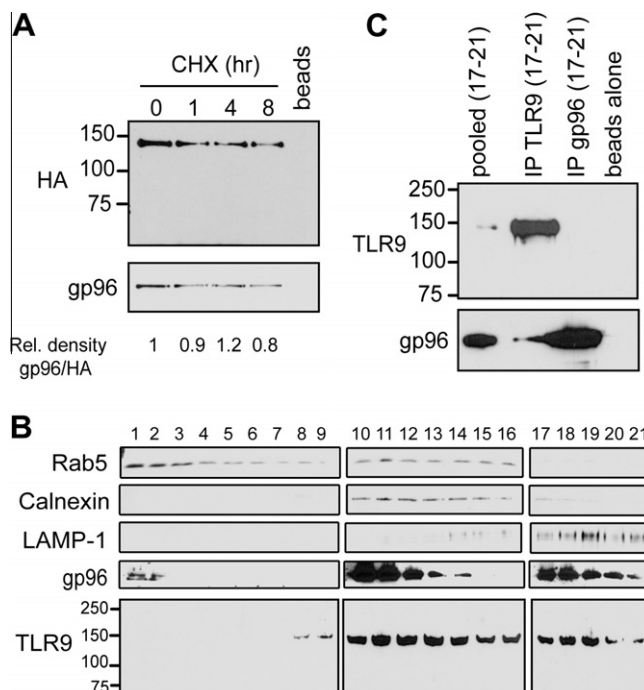 A
CHX (hr)
0 1 4 8 beads
150
100
HA
75
gp96
Rel. density gp96/HA 1 0.9 1.2 0.8
C
pooled (17-21)
IP TLR9 (17-21)
IP gp96 (17-21)
beads alone
250
150
TLR9
100
75
gp96
B
1 2 3 4 5 6 7 8 9 10 11 12 13 14 15 16 17 18 19 20 21
Rab5
Calnexin
LAMP-1
gp96
250
TLR9 150
100
75